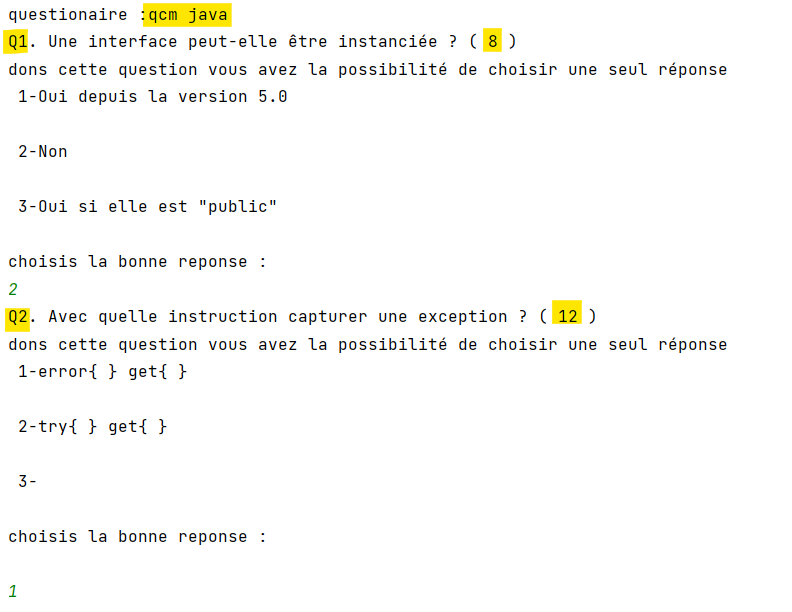 questionaire :qcm java
Q1. Une interface peut-elle être instanciée ? ( 8 )
dons cette question vous avez la possibilité de choisir une seul réponse
1-Oui depuis la version 5.0
2-Non
3-Oui si elle est "public"
choisis la bonne reponse :
2
Q2. Avec quelle instruction capturer une exception ? ( 12 )
dons cette question vous avez la possibilité de choisir une seul réponse
1-error{ } get{ }
2-try{ } get{ }
3-
choisis la bonne reponse :
1